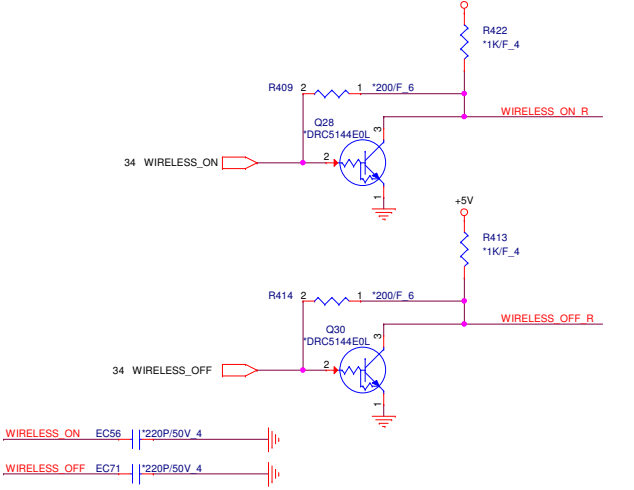 R422
*1K/F_4
R409 2 1 *200/F_6
WIRELESS_ON_R
Q28
*DRC5144E0L
3
34 WIRELESS_ON
2
1
+5V
R413
*1K/F_4
R414 2 1 *200/F_6
WIRELESS_OFF_R
Q30
*DRC5144E0L
3
34 WIRELESS_OFF
2
1
WIRELESS_ON EC56 *220P/50V_4
WIRELESS_OFF EC71 *220P/50V_4